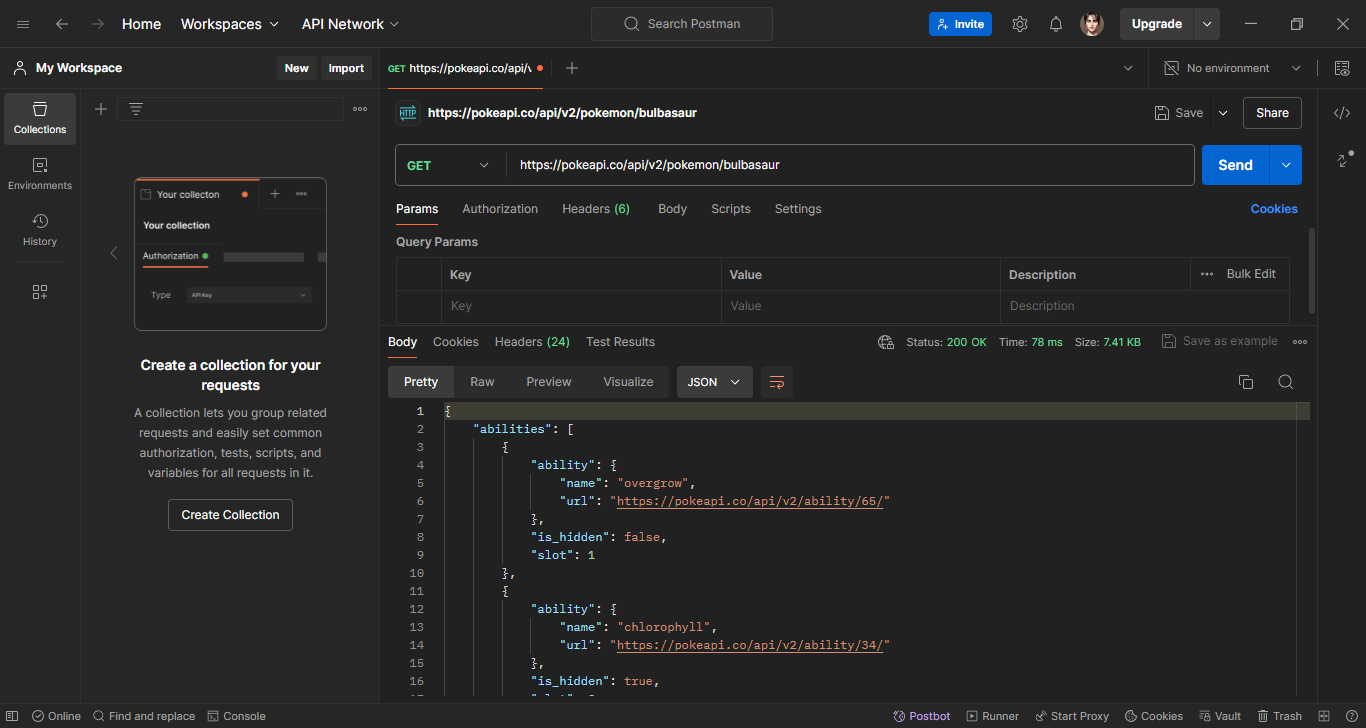 Home Workspaces API Network Search Postman Invite Upgrade
My Workspace New Import GET https://pokeapi.co/api/v No environment
Collections
Environments
History
Your collecton
Your collection
Authorization
Type API Key
Create a collection for your
requests
A collection lets you group related
requests and easily set common
authorization, tests, scripts, and
variables for all requests in it.
Create Collection
HTTP https://pokeapi.co/api/v2/pokemon/bulbasaur Save Share
GET https://pokeapi.co/api/v2/pokemon/bulbasaur Send
Params Authorization Headers (6) Body Scripts Settings Cookies
Query Params
Key Value Description Bulk Edit
Key Value Description
Body Cookies Headers (24) Test Results Status: 200 OK Time: 78 ms Size: 7.41 KB Save as example
Pretty Raw Preview Visualize JSON
1 {
2 "abilities": [
3 {
4 "ability": {
5 "name": "overgrow",
6 "url": "https://pokeapi.co/api/v2/ability/65/"
7 },
8 "is_hidden": false,
9 "slot": 1
10 },
11 {
12 "ability": {
13 "name": "chlorophyll",
14 "url": "https://pokeapi.co/api/v2/ability/34/"
15 },
16 "is_hidden": true,
Online Find and replace Console Postbot Runner Start Proxy Cookies Vault Trash